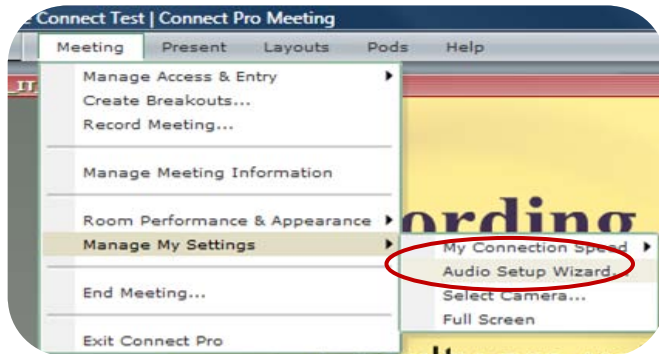 Connect Test | Connect Pro Meeting
Meeting Present Layouts Pods Help
Manage Access & Entry
Create Breakouts...
Record Meeting...
Manage Meeting Information
Room Performance & Appearance
Manage My Settings
My Connection Speed
Audio Setup Wizard...
Select Camera...
Full Screen
End Meeting...
Exit Connect Pro